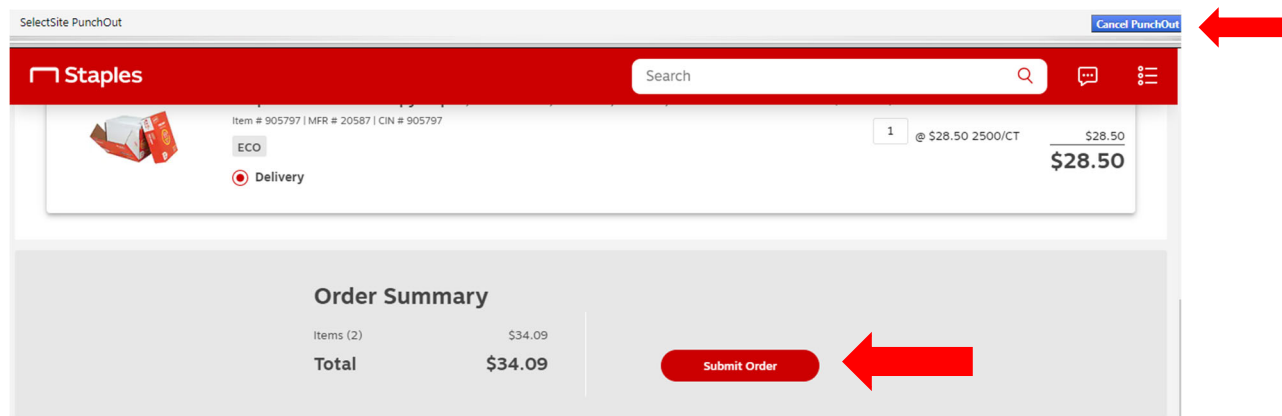 SelectSite PunchOut
Cancel PunchOut
Staples
Search
Item # 905797 | MFR # 20587 | CIN # 905797
1 @ $28.50 2500/CT $28.50
ECO
$28.50
Delivery
Order Summary
Items (2) $34.09
Total $34.09
Submit Order